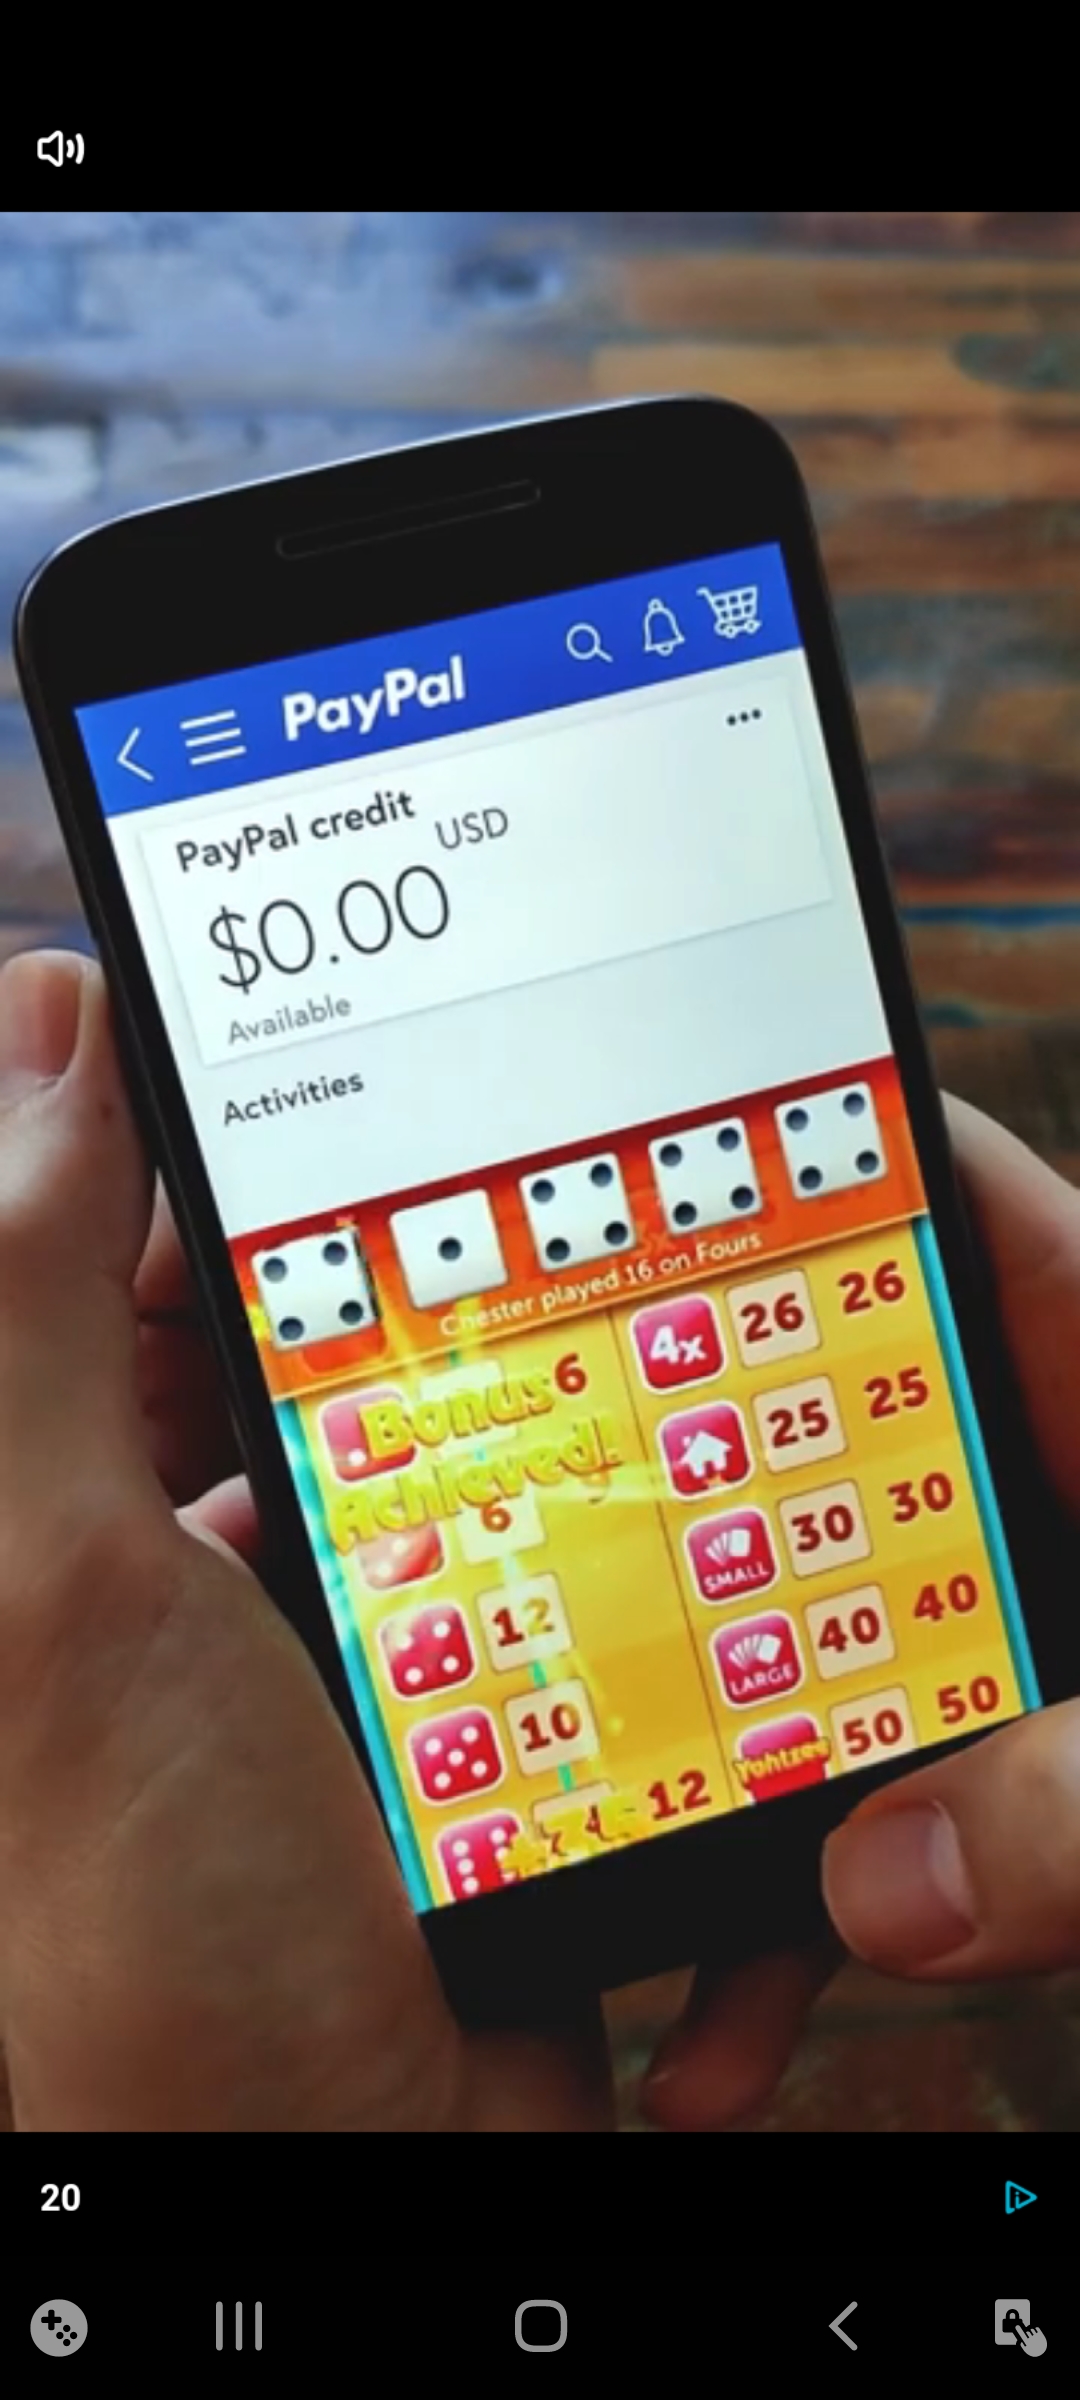 PayPal
PayPal credit
$0.00 USD
Available
Activities
Chester played 16 on Fours
Bonus
Achieved!
6
6
12
10
12
4x 26 26
25 25
SMALL 30 30
LARGE 40 40
Yahtzee 50 50
20